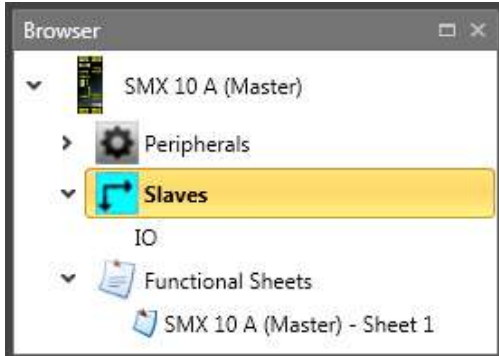 Browser
SMX 10 A (Master)
Peripherals
Slaves
IO
Functional Sheets
SMX 10 A (Master) - Sheet 1